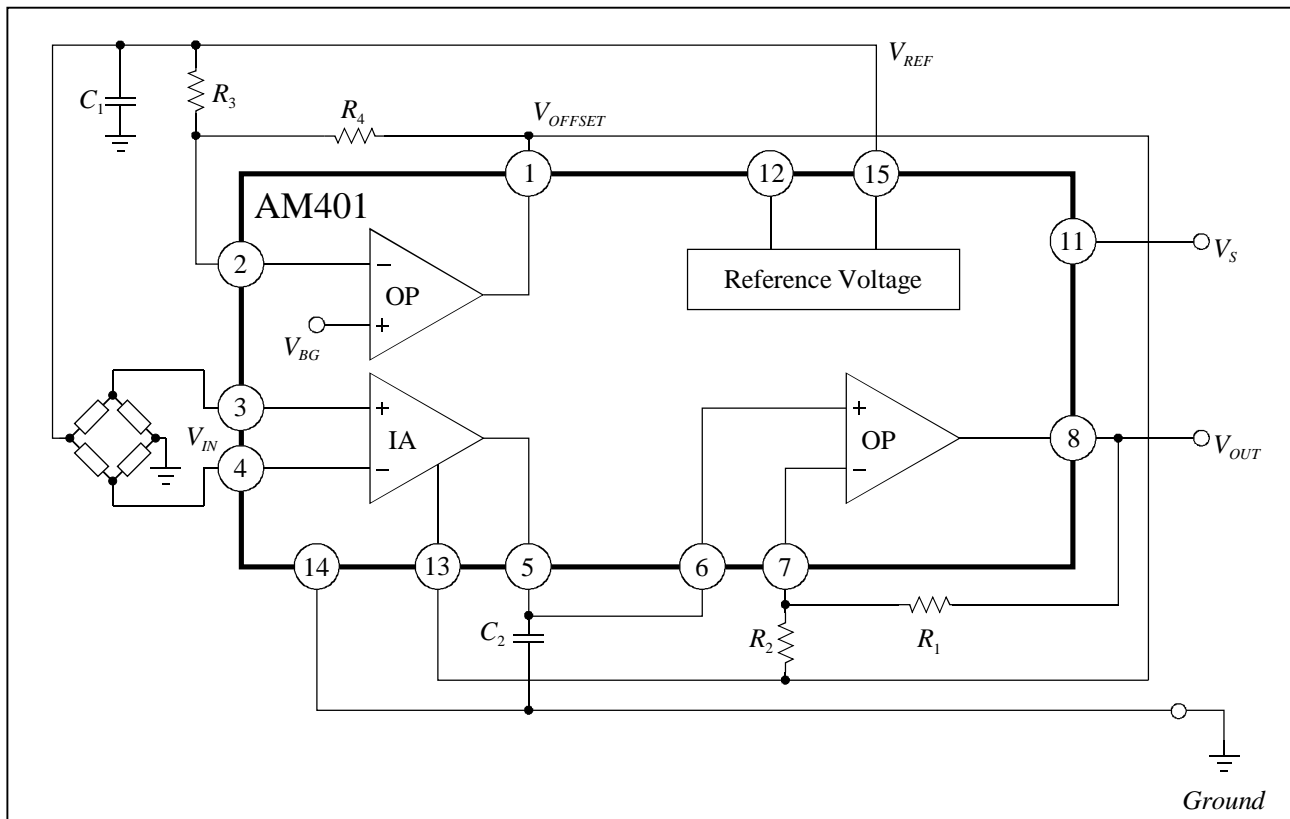 V_REF
C_1
R_3
R_4
V_OFFSET
1
12
15
AM401
2
−
OP
+
V_BG
Reference Voltage
11
V_S
3
V_IN
4
+
IA
−
+
OP
−
8
V_OUT
14
13
5
6
7
C_2
R_2
R_1
Ground